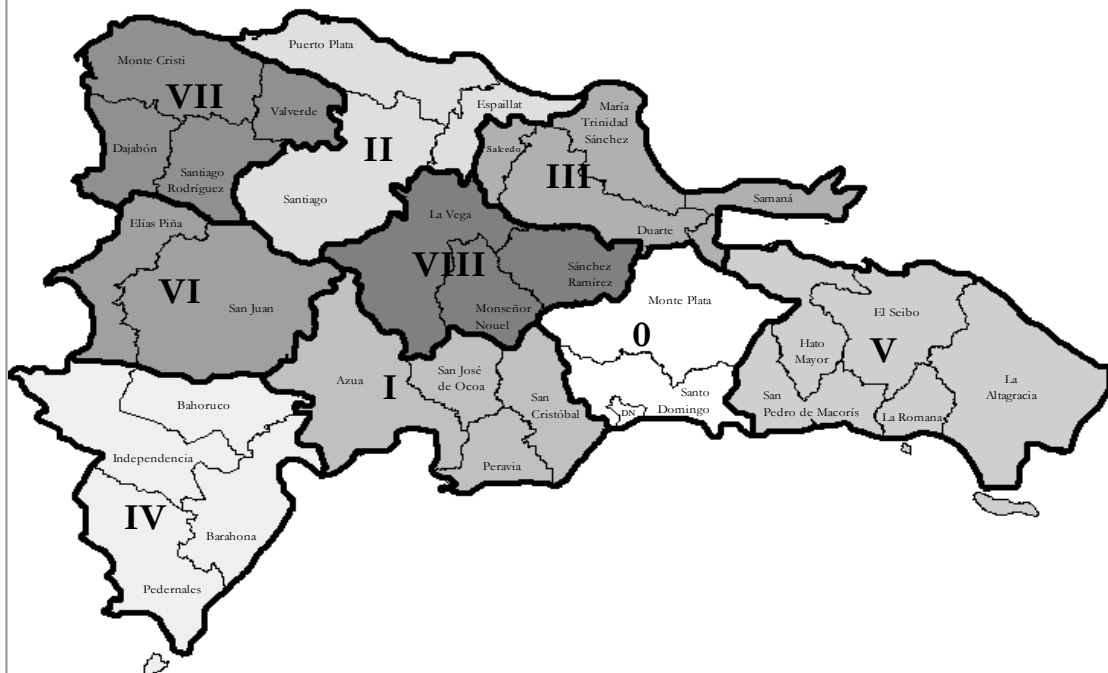 Puerto Plata
Monte Cristi
VII
Valverde
Dajabón
Santiago
Rodríguez
Espaillat
II
Santiago
María
Trinidad
Sánchez
Salcedo
III
Duarte
Samaná
Elías Piña
VI
San Juan
La Vega
VIII
Sánchez
Ramírez
Monseñor
Nouel
Monte Plata
0
Santo
Domingo
DN
El Seibo
V
Hato
Mayor
San
Pedro de Macorís
La Romana
La
Altagracia
Azua
I
San José
de Ocoa
San
Cristóbal
Peravia
Bahoruco
Independencia
IV
Barahona
Pedernales